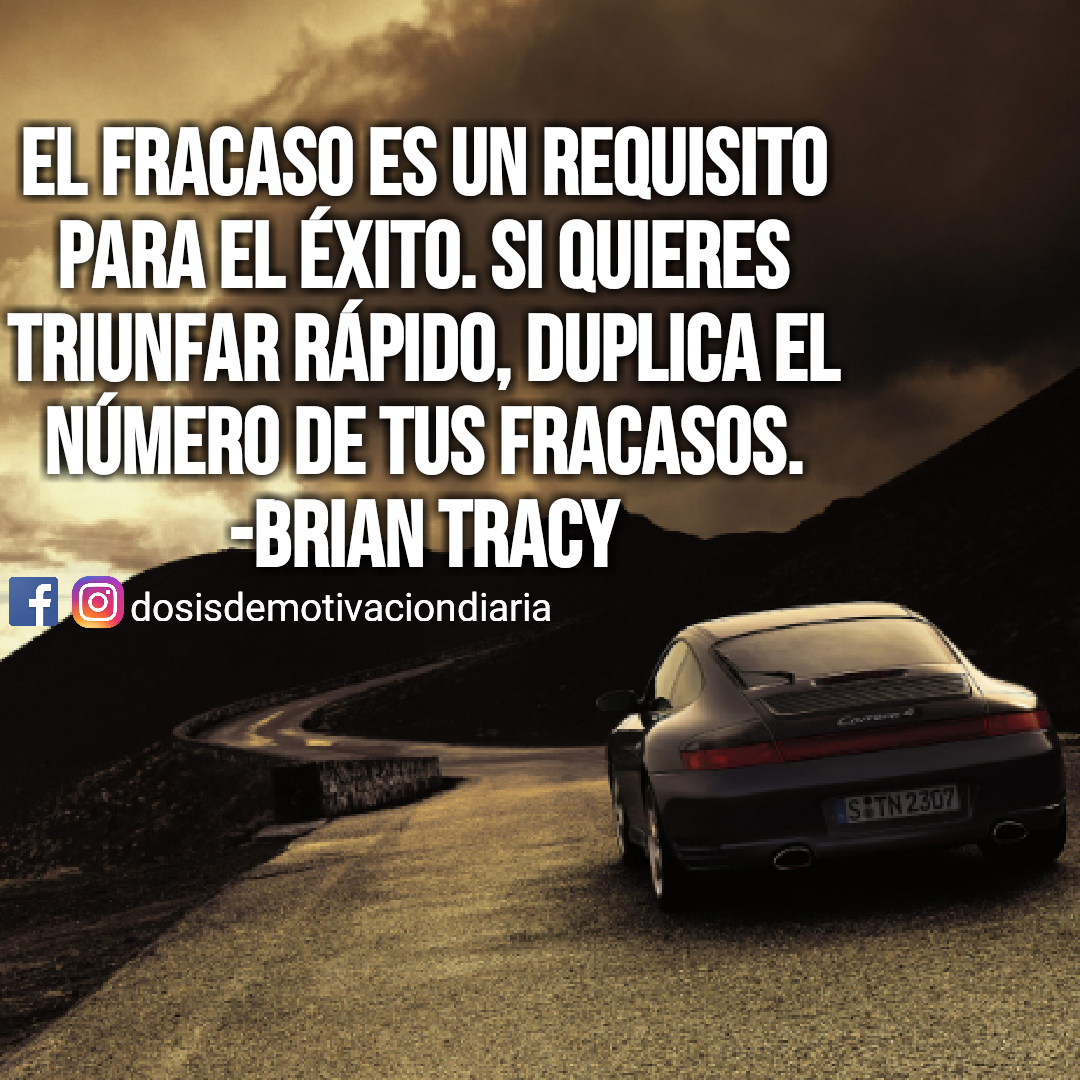 EL FRACASO ES UN REQUISITO
PARA EL ÉXITO. SI QUIERES
TRIUNFAR RÁPIDO, DUPLICA EL
NÚMERO DE TUS FRACASOS.
-BRIAN TRACY
dosisdemotivaciondiaria
Carrera 4
S TN 2307